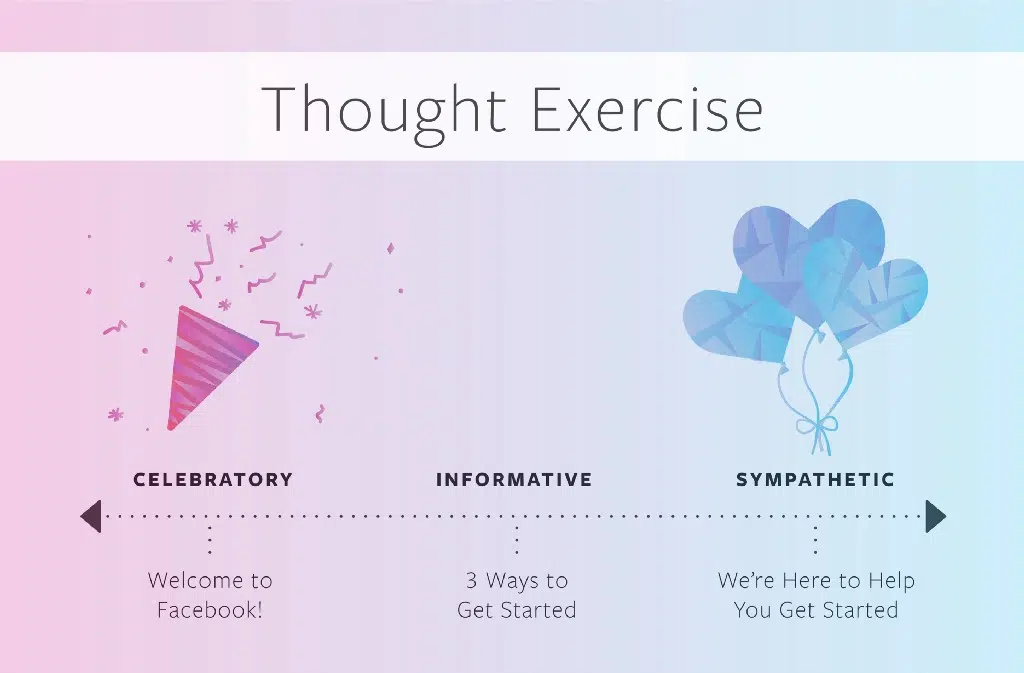 Thought Exercise
CELEBRATORY
INFORMATIVE
SYMPATHETIC
Welcome to
Facebook!
3 Ways to
Get Started
We’re Here to Help
You Get Started